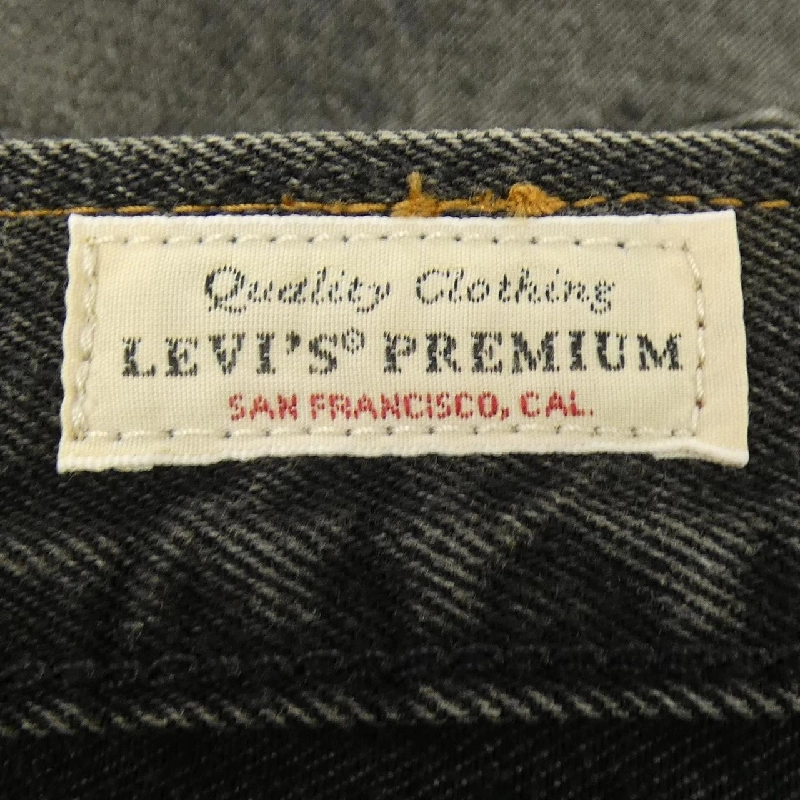 Quality Clothing
LEVI'S® PREMIUM
SAN FRANCISCO, CAL.